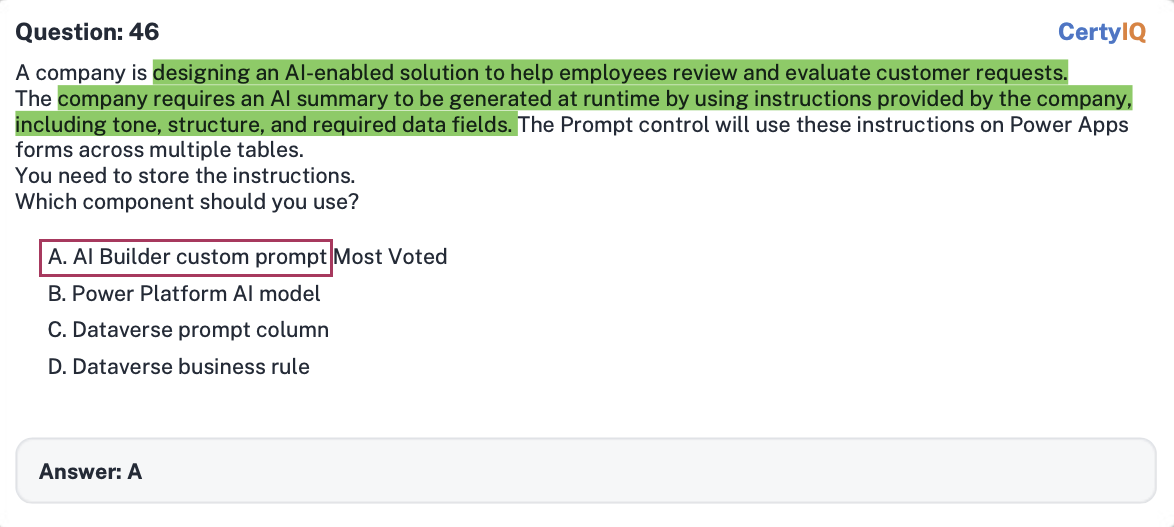 Question: 46
CertyIQ
A company is designing an AI-enabled solution to help employees review and evaluate customer requests.
The company requires an AI summary to be generated at runtime by using instructions provided by the company,
including tone, structure, and required data fields. The Prompt control will use these instructions on Power Apps
forms across multiple tables.
You need to store the instructions.
Which component should you use?
A. AI Builder custom prompt Most Voted
B. Power Platform AI model
C. Dataverse prompt column
D. Dataverse business rule
Answer: A